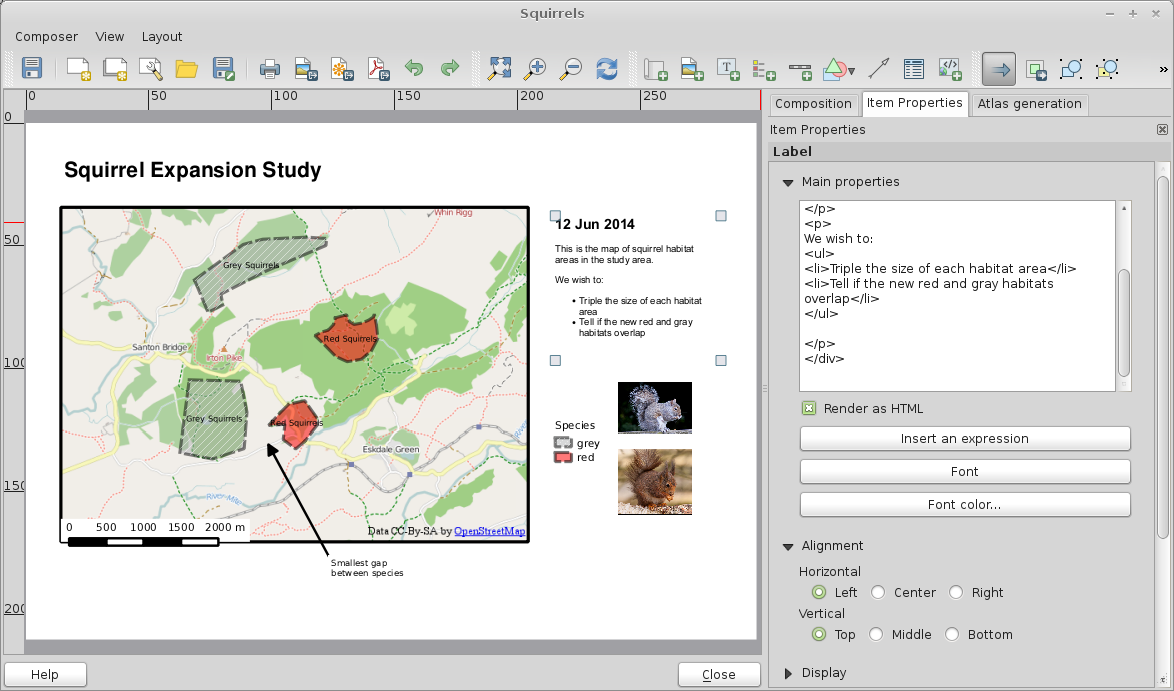 Squirrels
Composer View Layout
0 50 100 150 200 250
0
50
100
150
200
Squirrel Expansion Study
Whin Rigg
Grey Squirrels
Red Squirrels
Santon Bridge
Irton Pike
Grey Squirrels
Red Squirrels
Eskdale Green
River Mite
0 500 1000 1500 2000 m
Data CC-By-SA by OpenStreetMap
Smallest gap
between species
12 Jun 2014
This is the map of squirrel habitat
areas in the study area.
We wish to:
• Triple the size of each habitat
area
• Tell if the new red and gray
habitats overlap
Species
grey
red
Help Close
Composition Item Properties Atlas generation
Item Properties
Label
Main properties
</p>
<p>
We wish to:
<ul>
<li>Triple the size of each habitat area</li>
<li>Tell if the new red and gray habitats
overlap</li>
</ul>
</p>
</div>
Render as HTML
Insert an expression
Font
Font color...
Alignment
Horizontal
Left Center Right
Vertical
Top Middle Bottom
Display